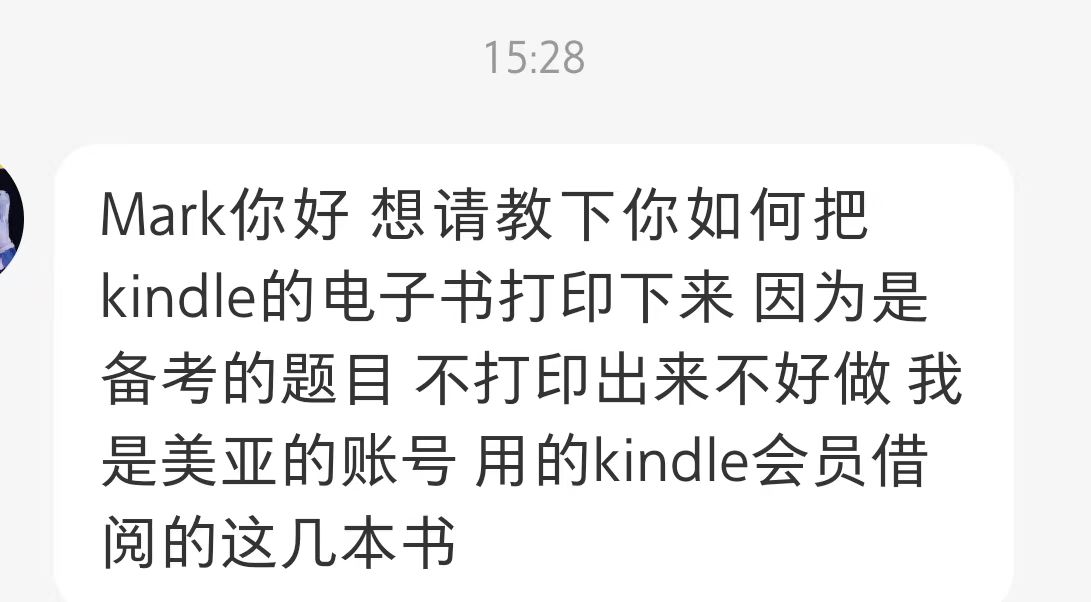 15:28
Mark你好 想请教下你如何把
kindle的电子书打印下来 因为是
备考的题目 不打印出来不好做 我
是美亚的账号 用的kindle会员借
阅的这几本书